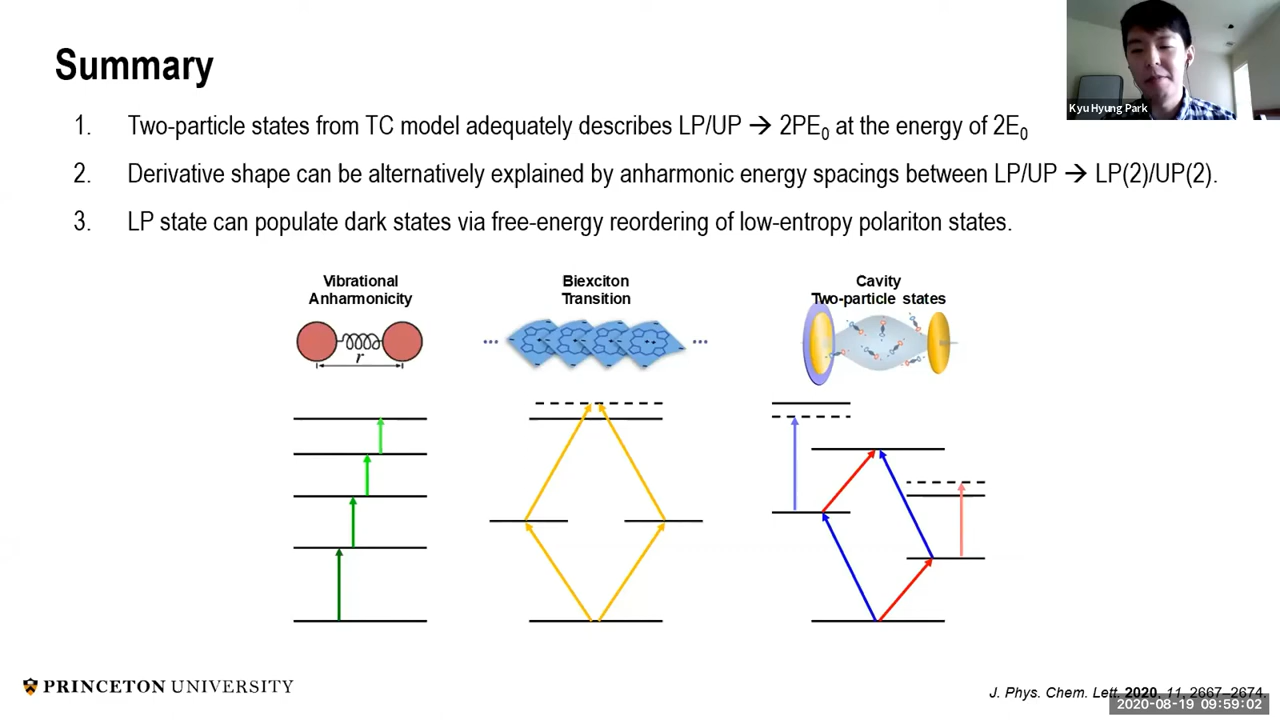 Summary
Kyu Hyung Park
1. Two-particle states from TC model adequately describes LP/UP → 2PE₀ at the energy of 2E₀
2. Derivative shape can be alternatively explained by anharmonic energy spacings between LP/UP → LP(2)/UP(2).
3. LP state can populate dark states via free-energy reordering of low-entropy polariton states.
Vibrational
Anharmonicity
r
Biexciton
Transition
... ...
Cavity
Two-particle states
PRINCETON UNIVERSITY
J. Phys. Chem. Lett. 2020, 11, 2667–2674.
2020-08-19 09:59:02